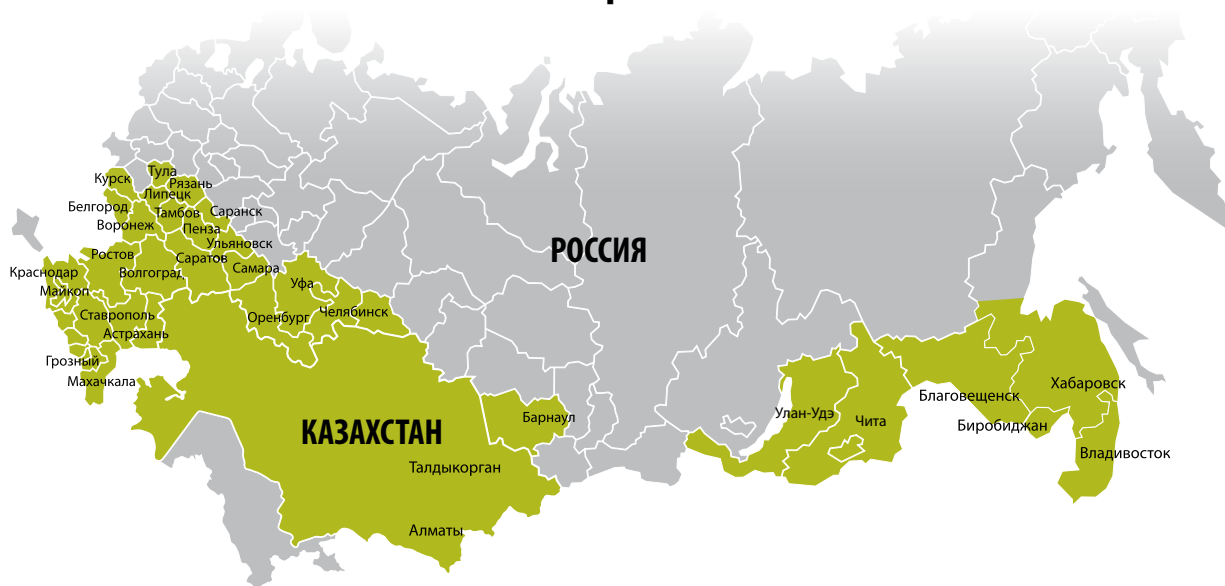 Тула
Курск
Рязань
Липецк
Белгород
Тамбов
Саранск
Воронеж
Пенза
Ульяновск
РОССИЯ
Ростов
Саратов
Краснодар
Волгоград
Самара
Уфа
Майкоп
Ставрополь
Оренбург
Челябинск
Астрахань
Грозный
Махачкала
Хабаровск
Благовещенск
Улан-Удэ
Барнаул
Чита
Биробиджан
КАЗАХСТАН
Владивосток
Талдыкорган
Алматы